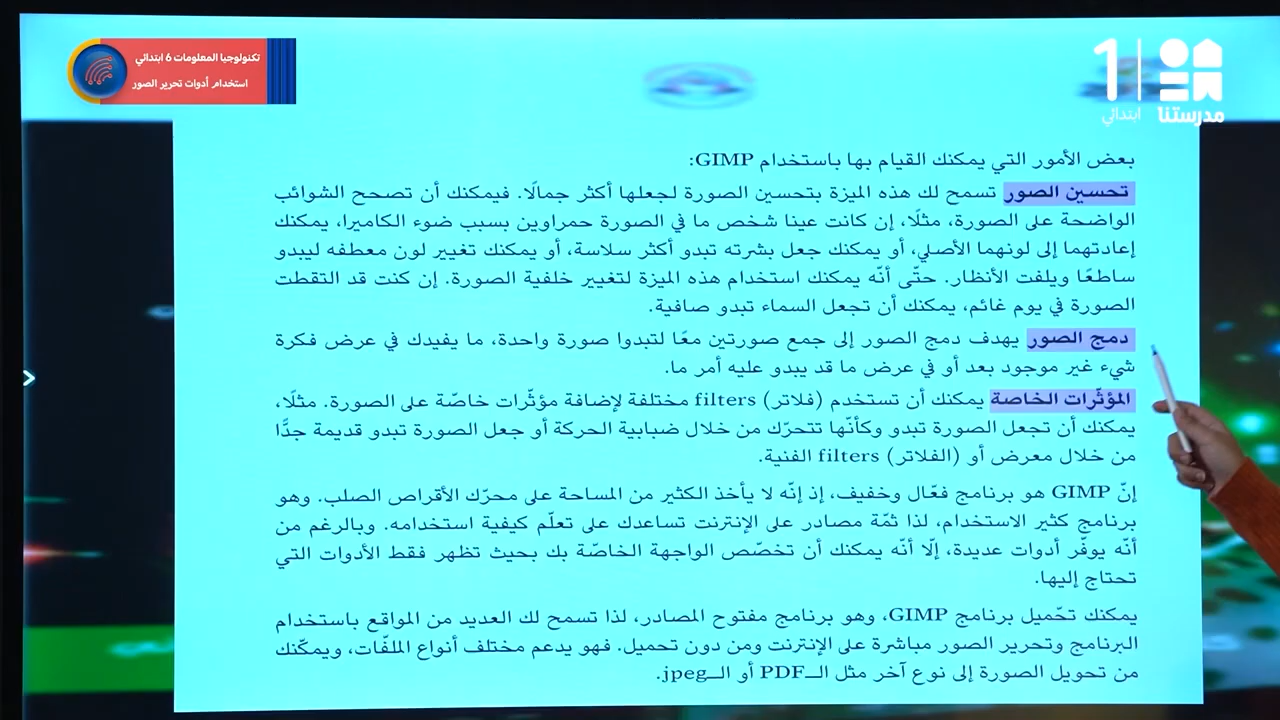 تكنولوجيا المعلومات 6 ابتدائي
استخدام أدوات تحرير الصور
1 ابتدائي
مدرستنا
بعض الأمور التي يمكنك القيام بها باستخدام GIMP:
تحسين الصور تسمح لك هذه الميزة بتحسين الصورة لجعلها أكثر جمالًا. فيمكنك أن تصحح الشوائب
الواضحة على الصورة، مثلًا، إن كانت عينا شخص ما في الصورة حمراوين بسبب ضوء الكاميرا، يمكنك
إعادتهما إلى لونهما الأصلي، أو يمكنك جعل بشرته تبدو أكثر سلاسة، أو يمكنك تغيير لون معطفه ليبدو
ساطعًا ويلفت الأنظار. حتّى أنّه يمكنك استخدام هذه الميزة لتغيير خلفية الصورة. إن كنت قد التقطت
الصورة في يوم غائم، يمكنك أن تجعل السماء تبدو صافية.
دمج الصور يهدف دمج الصور إلى جمع صورتين معًا لتبدوا صورة واحدة، ما يفيدك في عرض فكرة
شيء غير موجود بعد أو في عرض ما قد يبدو عليه أمر ما.
المؤثّرات الخاصة يمكنك أن تستخدم (فلاتر) filters مختلفة لإضافة مؤثّرات خاصّة على الصورة. مثلًا،
يمكنك أن تجعل الصورة تبدو وكأنّها تتحرّك من خلال ضبابية الحركة أو جعل الصورة تبدو قديمة جدًّا
من خلال معرض أو (الفلاتر) filters الفنية.
إنّ GIMP هو برنامج فعّال وخفيف، إذ إنّه لا يأخذ الكثير من المساحة على محرّك الأقراص الصلب. وهو
برنامج كثير الاستخدام، لذا ثمّة مصادر على الإنترنت تساعدك على تعلّم كيفية استخدامه. وبالرغم من
أنّه يوفّر أدوات عديدة، إلّا أنّه يمكنك أن تخصّص الواجهة الخاصّة بك بحيث تظهر فقط الأدوات التي
تحتاج إليها.
يمكنك تحّميل برنامج GIMP، وهو برنامج مفتوح المصادر، لذا تسمح لك العديد من المواقع باستخدام
البرنامج وتحرير الصور مباشرة على الإنترنت ومن دون تحميل. فهو يدعم مختلف أنواع الملفّات، ويمكّنك
من تحويل الصورة إلى نوع آخر مثل الـPDF أو الـjpeg.